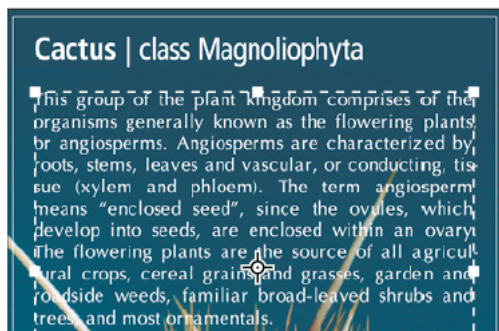 Cactus | class Magnoliophyta
This group of the plant kingdom comprises of the
organisms generally known as the flowering plants
or angiosperms. Angiosperms are characterized by
roots, stems, leaves and vascular, or conducting, tis
sue (xylem and phloem). The term angiosperm
means “enclosed seed”, since the ovules, which
develop into seeds, are enclosed within an ovary
The flowering plants are the source of all agricul
tural crops, cereal grains and grasses, garden and
roadside weeds, familiar broad-leaved shrubs and
trees, and most ornamentals.